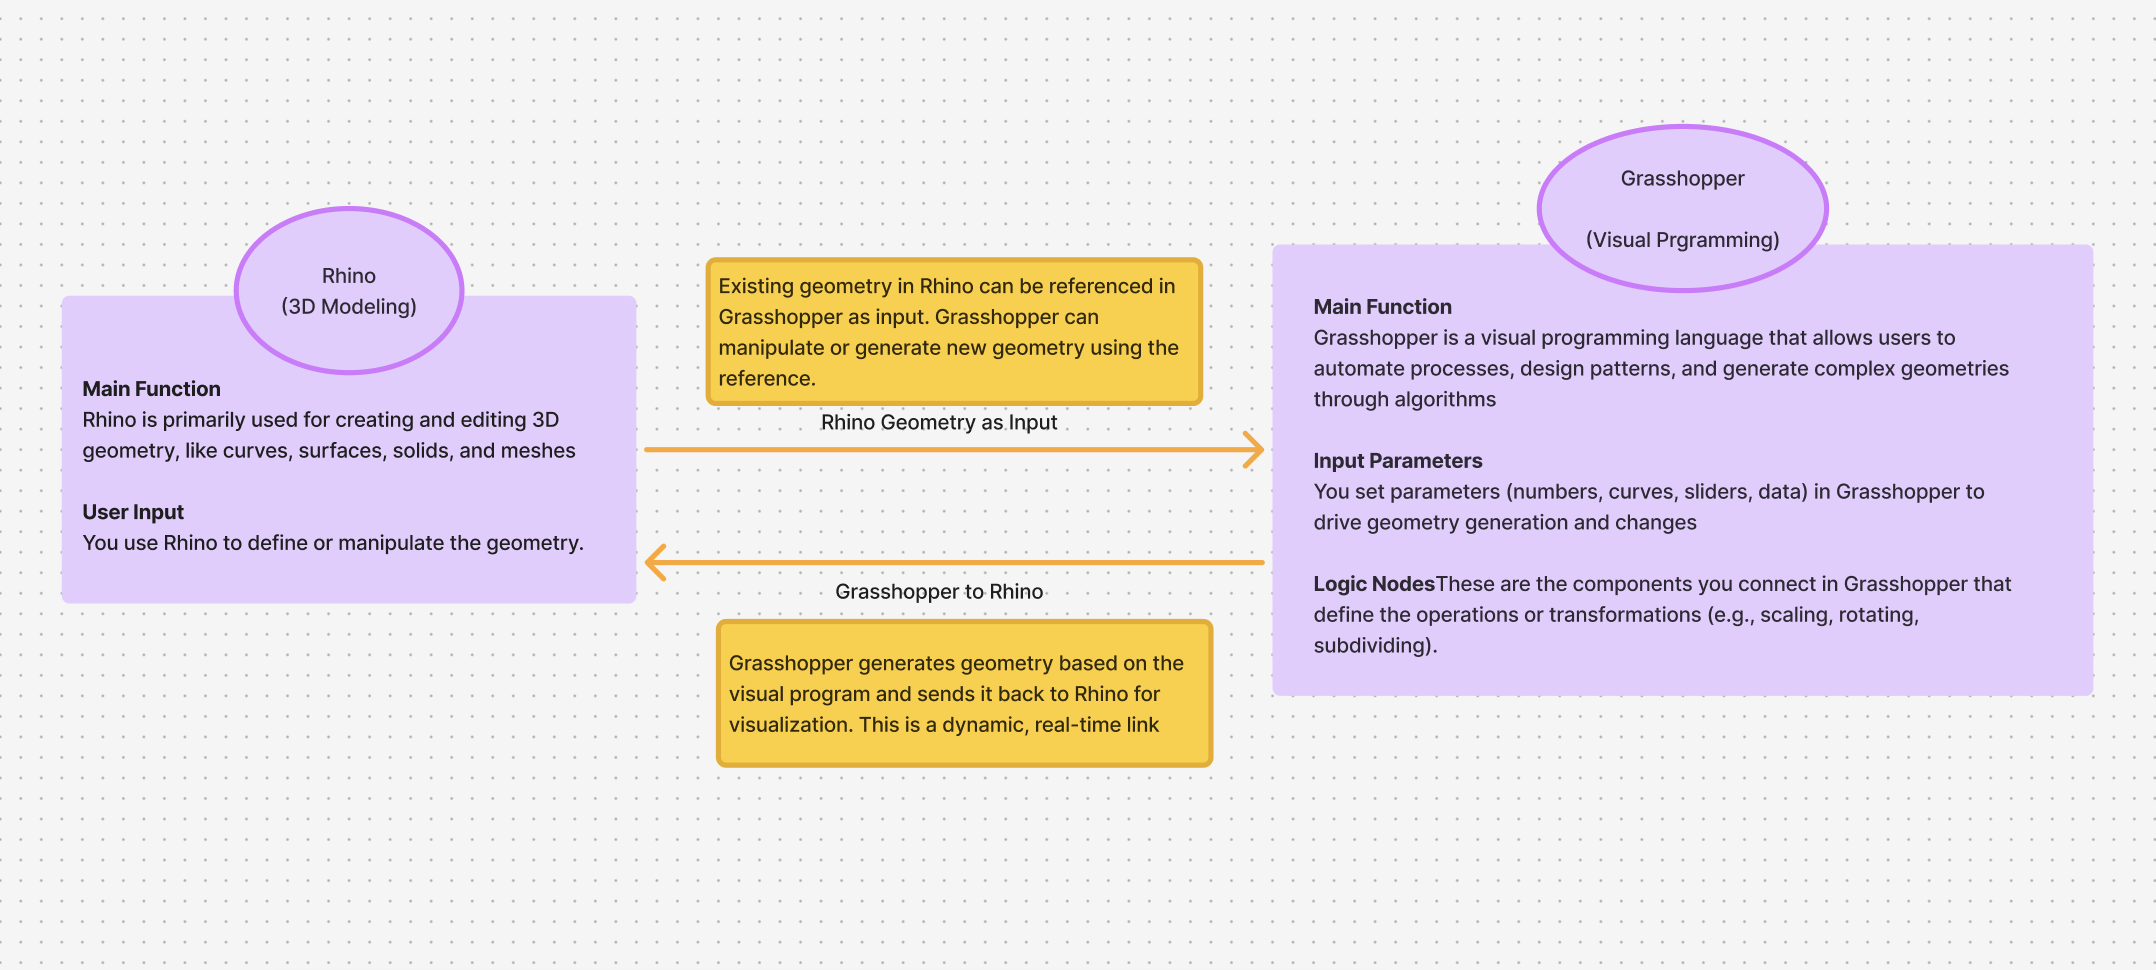 Rhino
(3D Modeling)
Main Function
Rhino is primarily used for creating and editing 3D
geometry, like curves, surfaces, solids, and meshes
User Input
You use Rhino to define or manipulate the geometry.
Existing geometry in Rhino can be referenced in
Grasshopper as input. Grasshopper can
manipulate or generate new geometry using the
reference.
Rhino Geometry as Input
Grasshopper to Rhino
Grasshopper generates geometry based on the
visual program and sends it back to Rhino for
visualization. This is a dynamic, real-time link
Grasshopper
(Visual Prgramming)
Main Function
Grasshopper is a visual programming language that allows users to
automate processes, design patterns, and generate complex geometries
through algorithms
Input Parameters
You set parameters (numbers, curves, sliders, data) in Grasshopper to
drive geometry generation and changes
Logic NodesThese are the components you connect in Grasshopper that
define the operations or transformations (e.g., scaling, rotating,
subdividing).